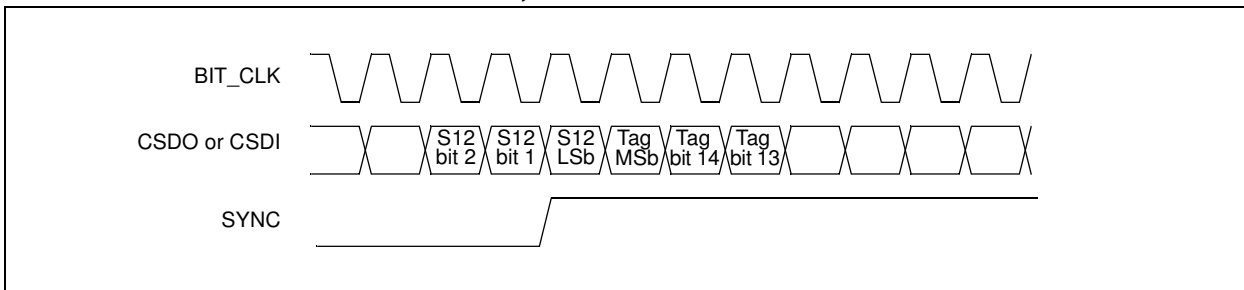 BIT_CLK
CSDO or CSDI
S12
bit 2
S12
bit 1
S12
LSb
Tag
MSb
Tag
bit 14
Tag
bit 13
SYNC